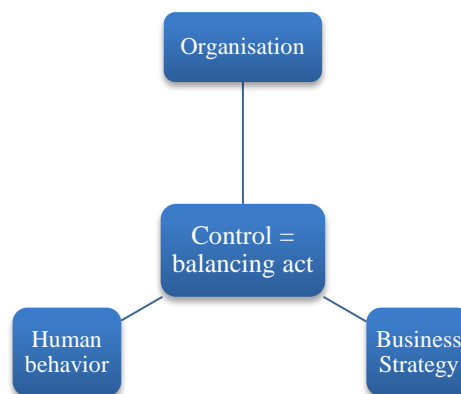 Organisation
Control =
balancing act
Human
behavior
Business
Strategy